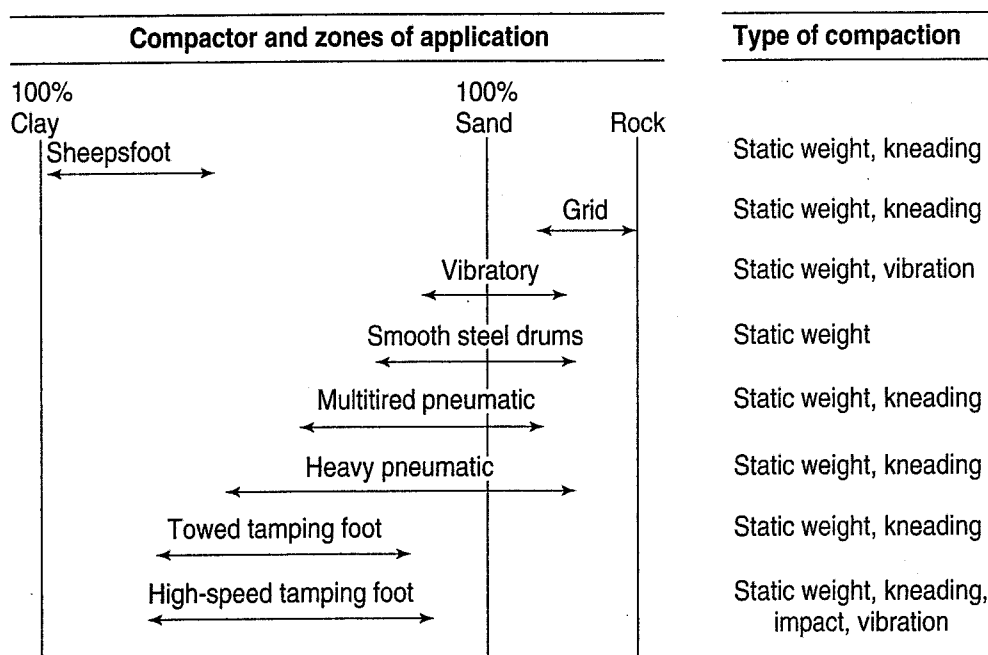 Compactor and zones of application
Type of compaction
100%
Clay
100%
Sand
Rock
Sheepsfoot
Static weight, kneading
Grid
Static weight, kneading
Vibratory
Static weight, vibration
Smooth steel drums
Static weight
Multitired pneumatic
Static weight, kneading
Heavy pneumatic
Static weight, kneading
Towed tamping foot
Static weight, kneading
High-speed tamping foot
Static weight, kneading,
impact, vibration